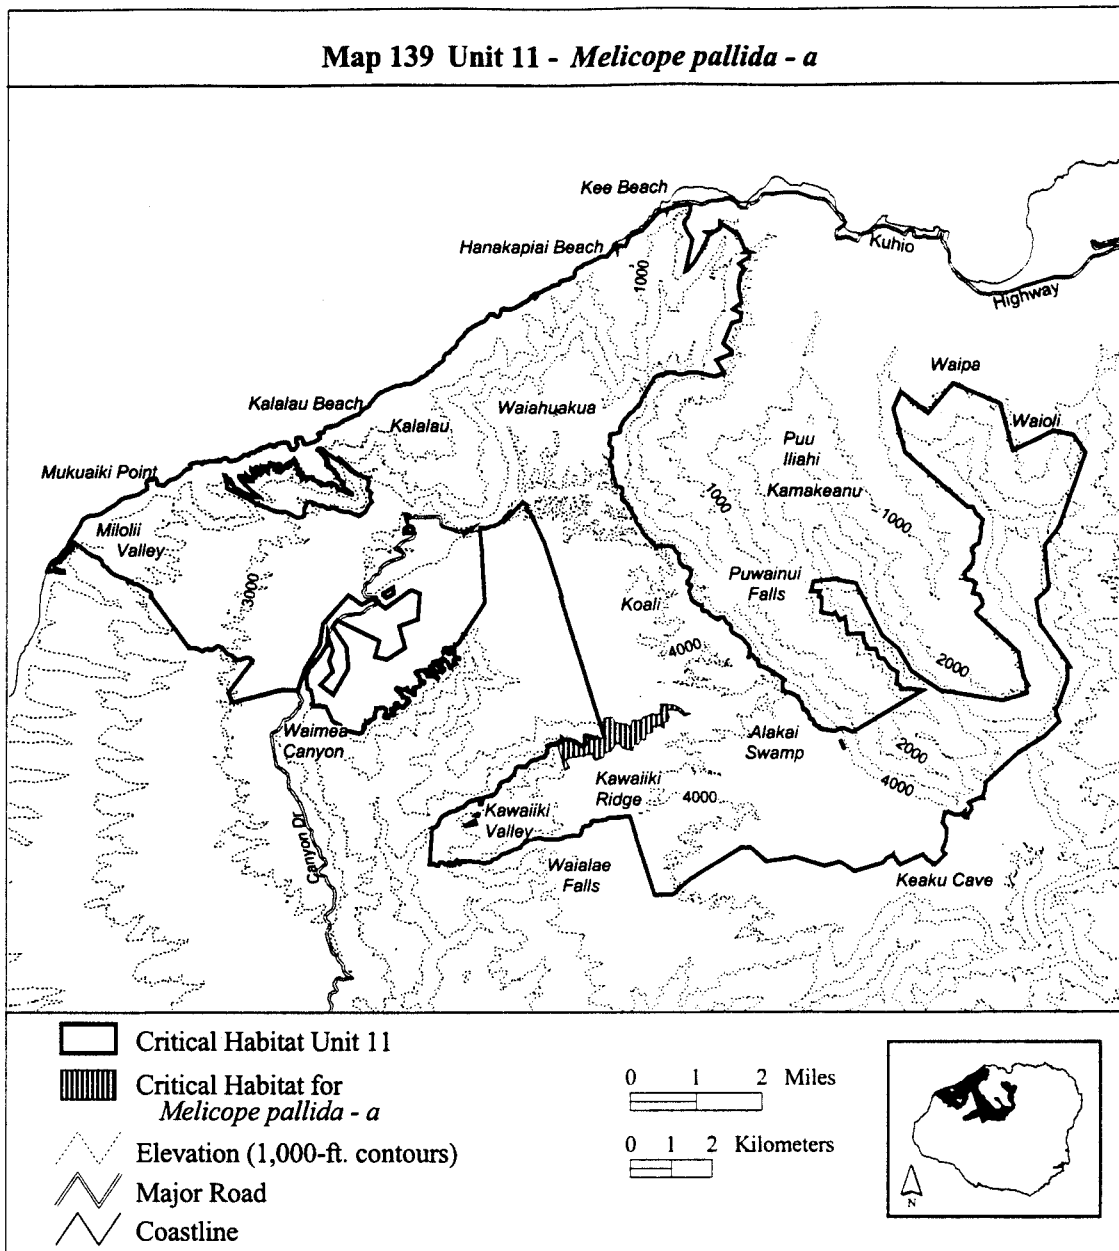 Map 139 Unit 11 - Melicope pallida - a
Kee Beach
Hanakapiai Beach
Kuhio
Highway
1000
Waipa
Kalalau Beach
Kalalau
Waiahuakua
Waioli
Mukuaiki Point
Puu
Iliahi
Kamakeanu
1000
1000
Milolii
Valley
3000
Puwainui
Falls
Koali
4000
2000
Waimea
Canyon
Alakai
Swamp
2000
4000
Kawaiiki
Ridge
4000
Kawaiiki
Valley
Canyon Dr
Waialae
Falls
Keaku Cave
Critical Habitat Unit 11
Critical Habitat for
Melicope pallida - a
Elevation (1,000-ft. contours)
Major Road
Coastline
0 1 2 Miles
0 1 2 Kilometers
N